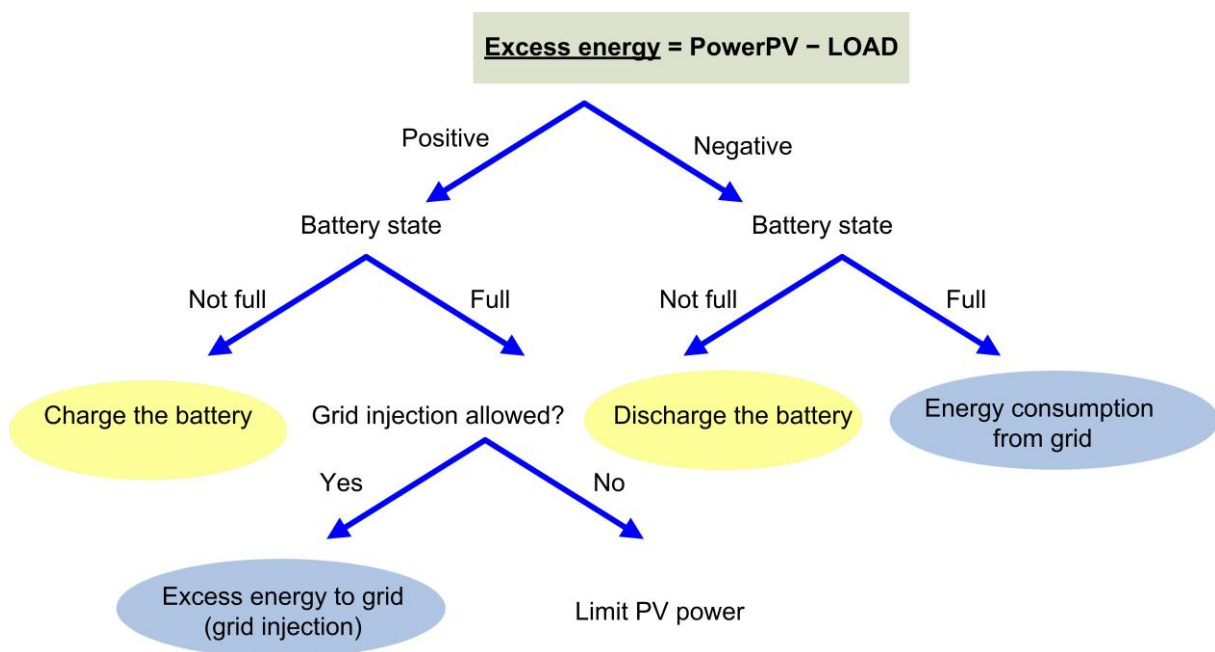 Excess energy = PowerPV − LOAD
Positive
Negative
Battery state
Battery state
Not full
Full
Not full
Full
Charge the battery
Grid injection allowed?
Discharge the battery
Energy consumption
from grid
Yes
No
Excess energy to grid
(grid injection)
Limit PV power